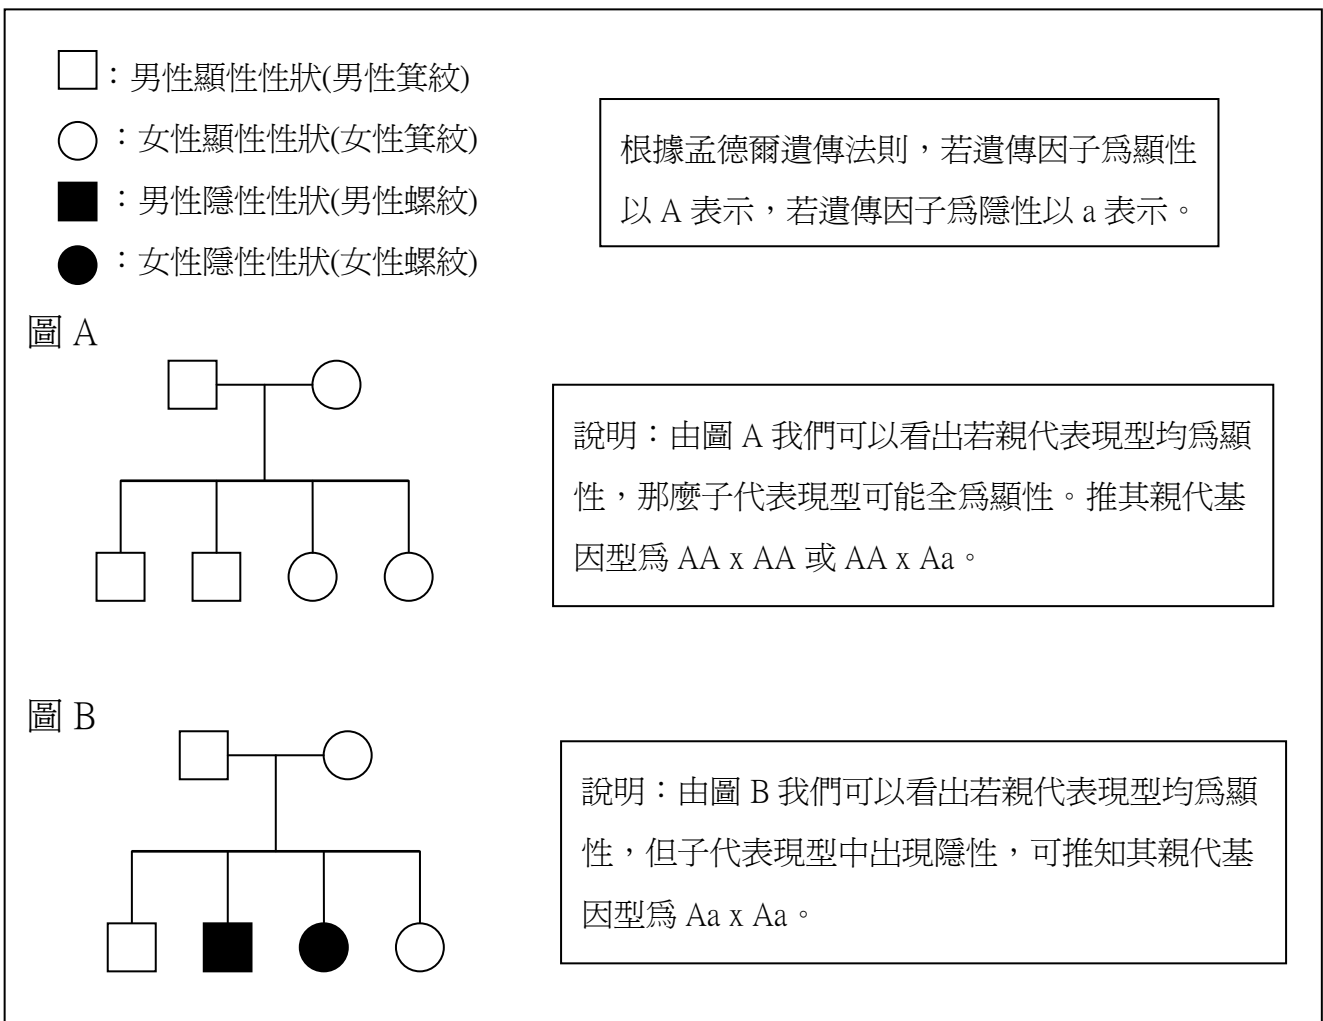 ：男性顯性性狀(男性箕紋)
：女性顯性性狀(女性箕紋)
：男性隱性性狀(男性螺紋)
：女性隱性性狀(女性螺紋)
根據孟德爾遺傳法則，若遺傳因子為顯性
以 A 表示，若遺傳因子為隱性以 a 表示。
圖 A
說明：由圖 A 我們可以看出若親代表現型均為顯
性，那麼子代表現型可能全為顯性。推其親代基
因型為 AA x AA 或 AA x Aa。
圖 B
說明：由圖 B 我們可以看出若親代表現型均為顯
性，但子代表現型中出現隱性，可推知其親代基
因型為 Aa x Aa。